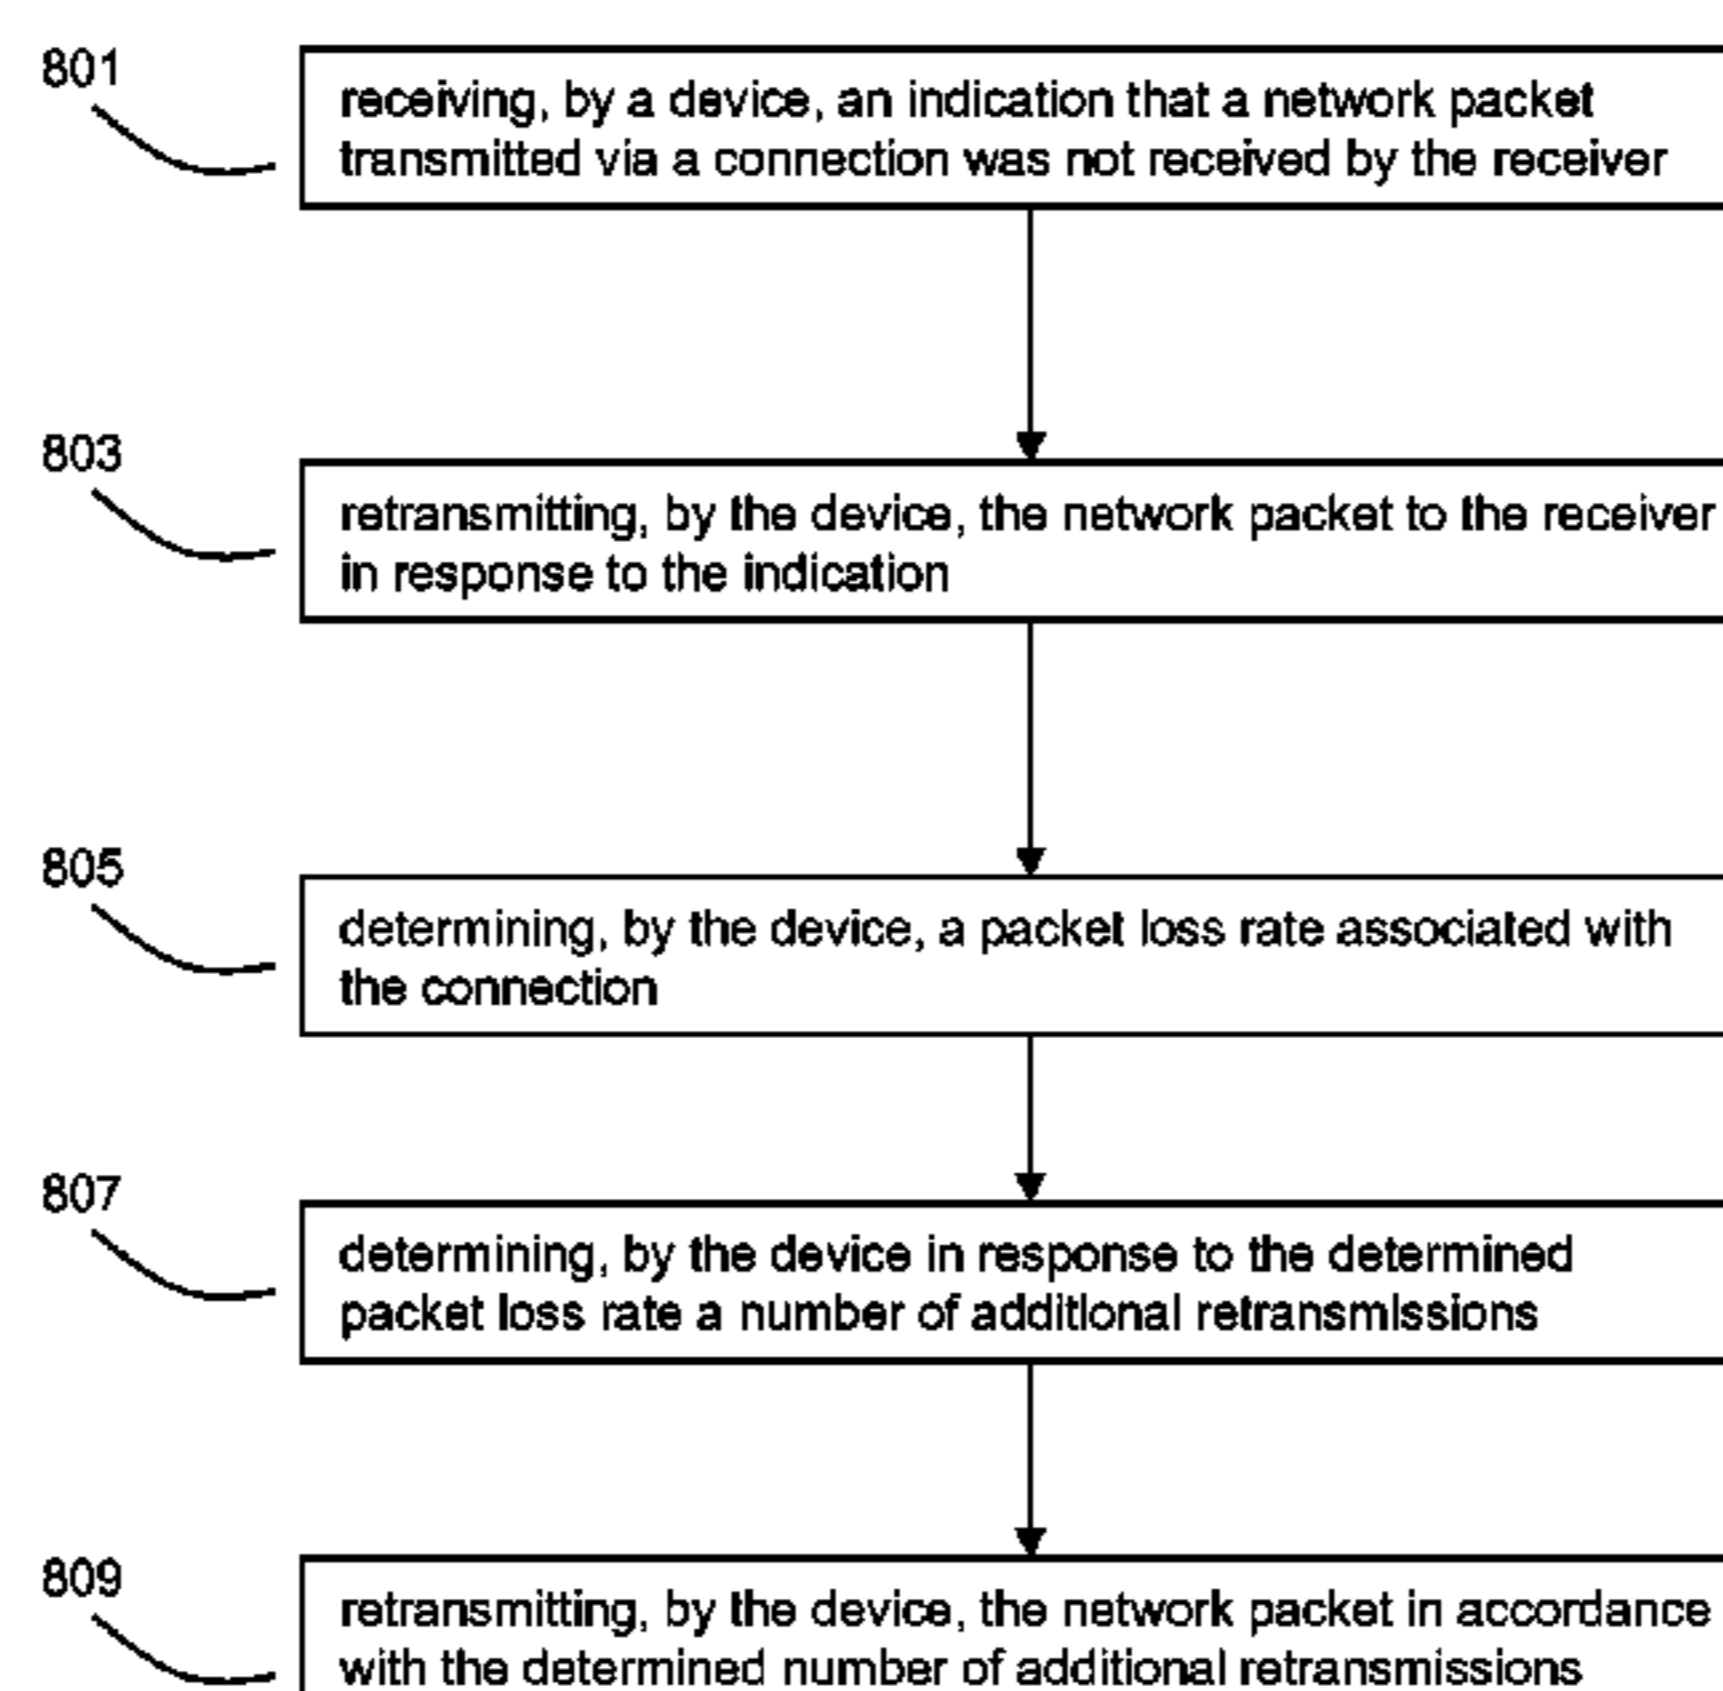 801
receiving, by a device, an indication that a network packet
transmitted via a connection was not received by the receiver
803
retransmitting, by the device, the network packet to the receiver
in response to the indication
805
determining, by the device, a packet loss rate associated with
the connection
807
determining, by the device in response to the determined
packet loss rate a number of additional retransmissions
809
retransmitting, by the device, the network packet in accordance
with the determined number of additional retransmissions